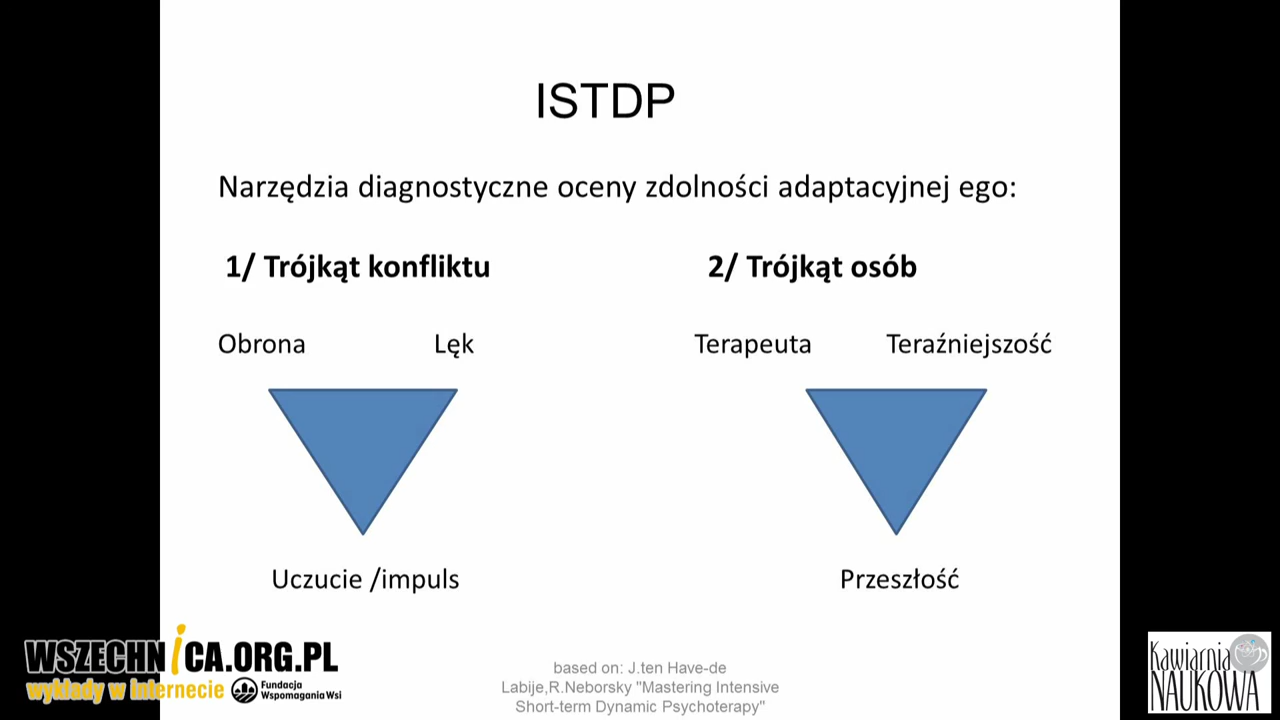 ISTDP
Narzędzia diagnostyczne oceny zdolności adaptacyjnej ego:
1/ Trójkąt konfliktu
2/ Trójkąt osób
Obrona
Lęk
Terapeuta
Teraźniejszość
Uczucie /impuls
Przeszłość
based on: J.ten Have-de
Labije,R.Neborsky "Mastering Intensive
Short-term Dynamic Psychoterapy"
WSZECHNiCA.ORG.PL
wykłady w internecie
Fundacja
Wspomagania Wsi
Kawiarnia
NAUKOWA